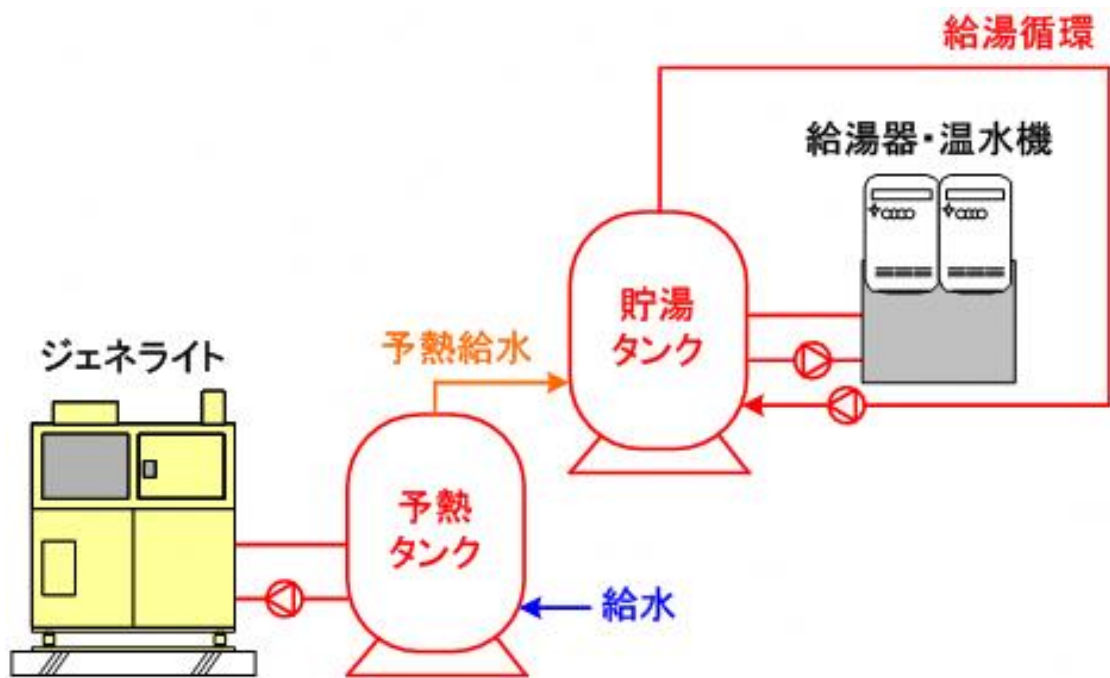 給湯循環
給湯器・温水機
貯湯
タンク
予熱給水
ジェネライト
予熱
タンク
給水